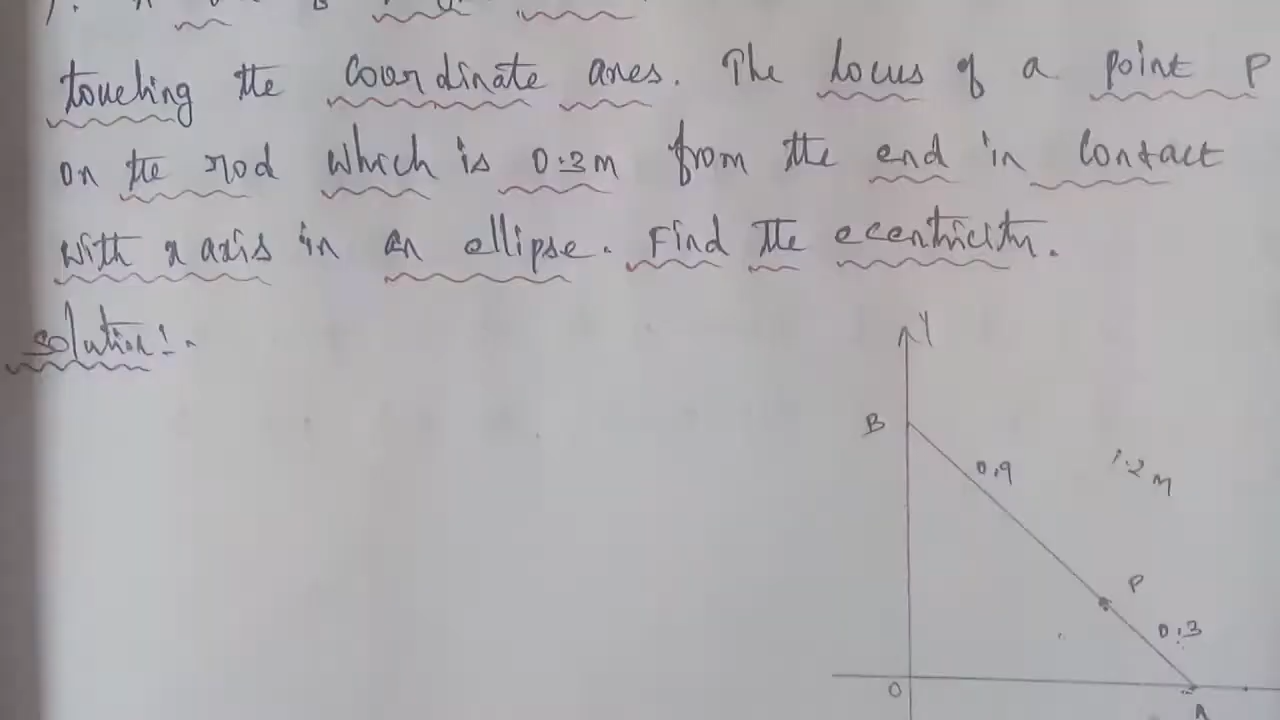 touching the coordinate axes. The locus of a point P
on the rod which is 0.3m from the end in contact
with x axis in an ellipse. Find the eccentricity.
Solution:-
Y
B
0.9
1.2 m
P
0.3
O
A